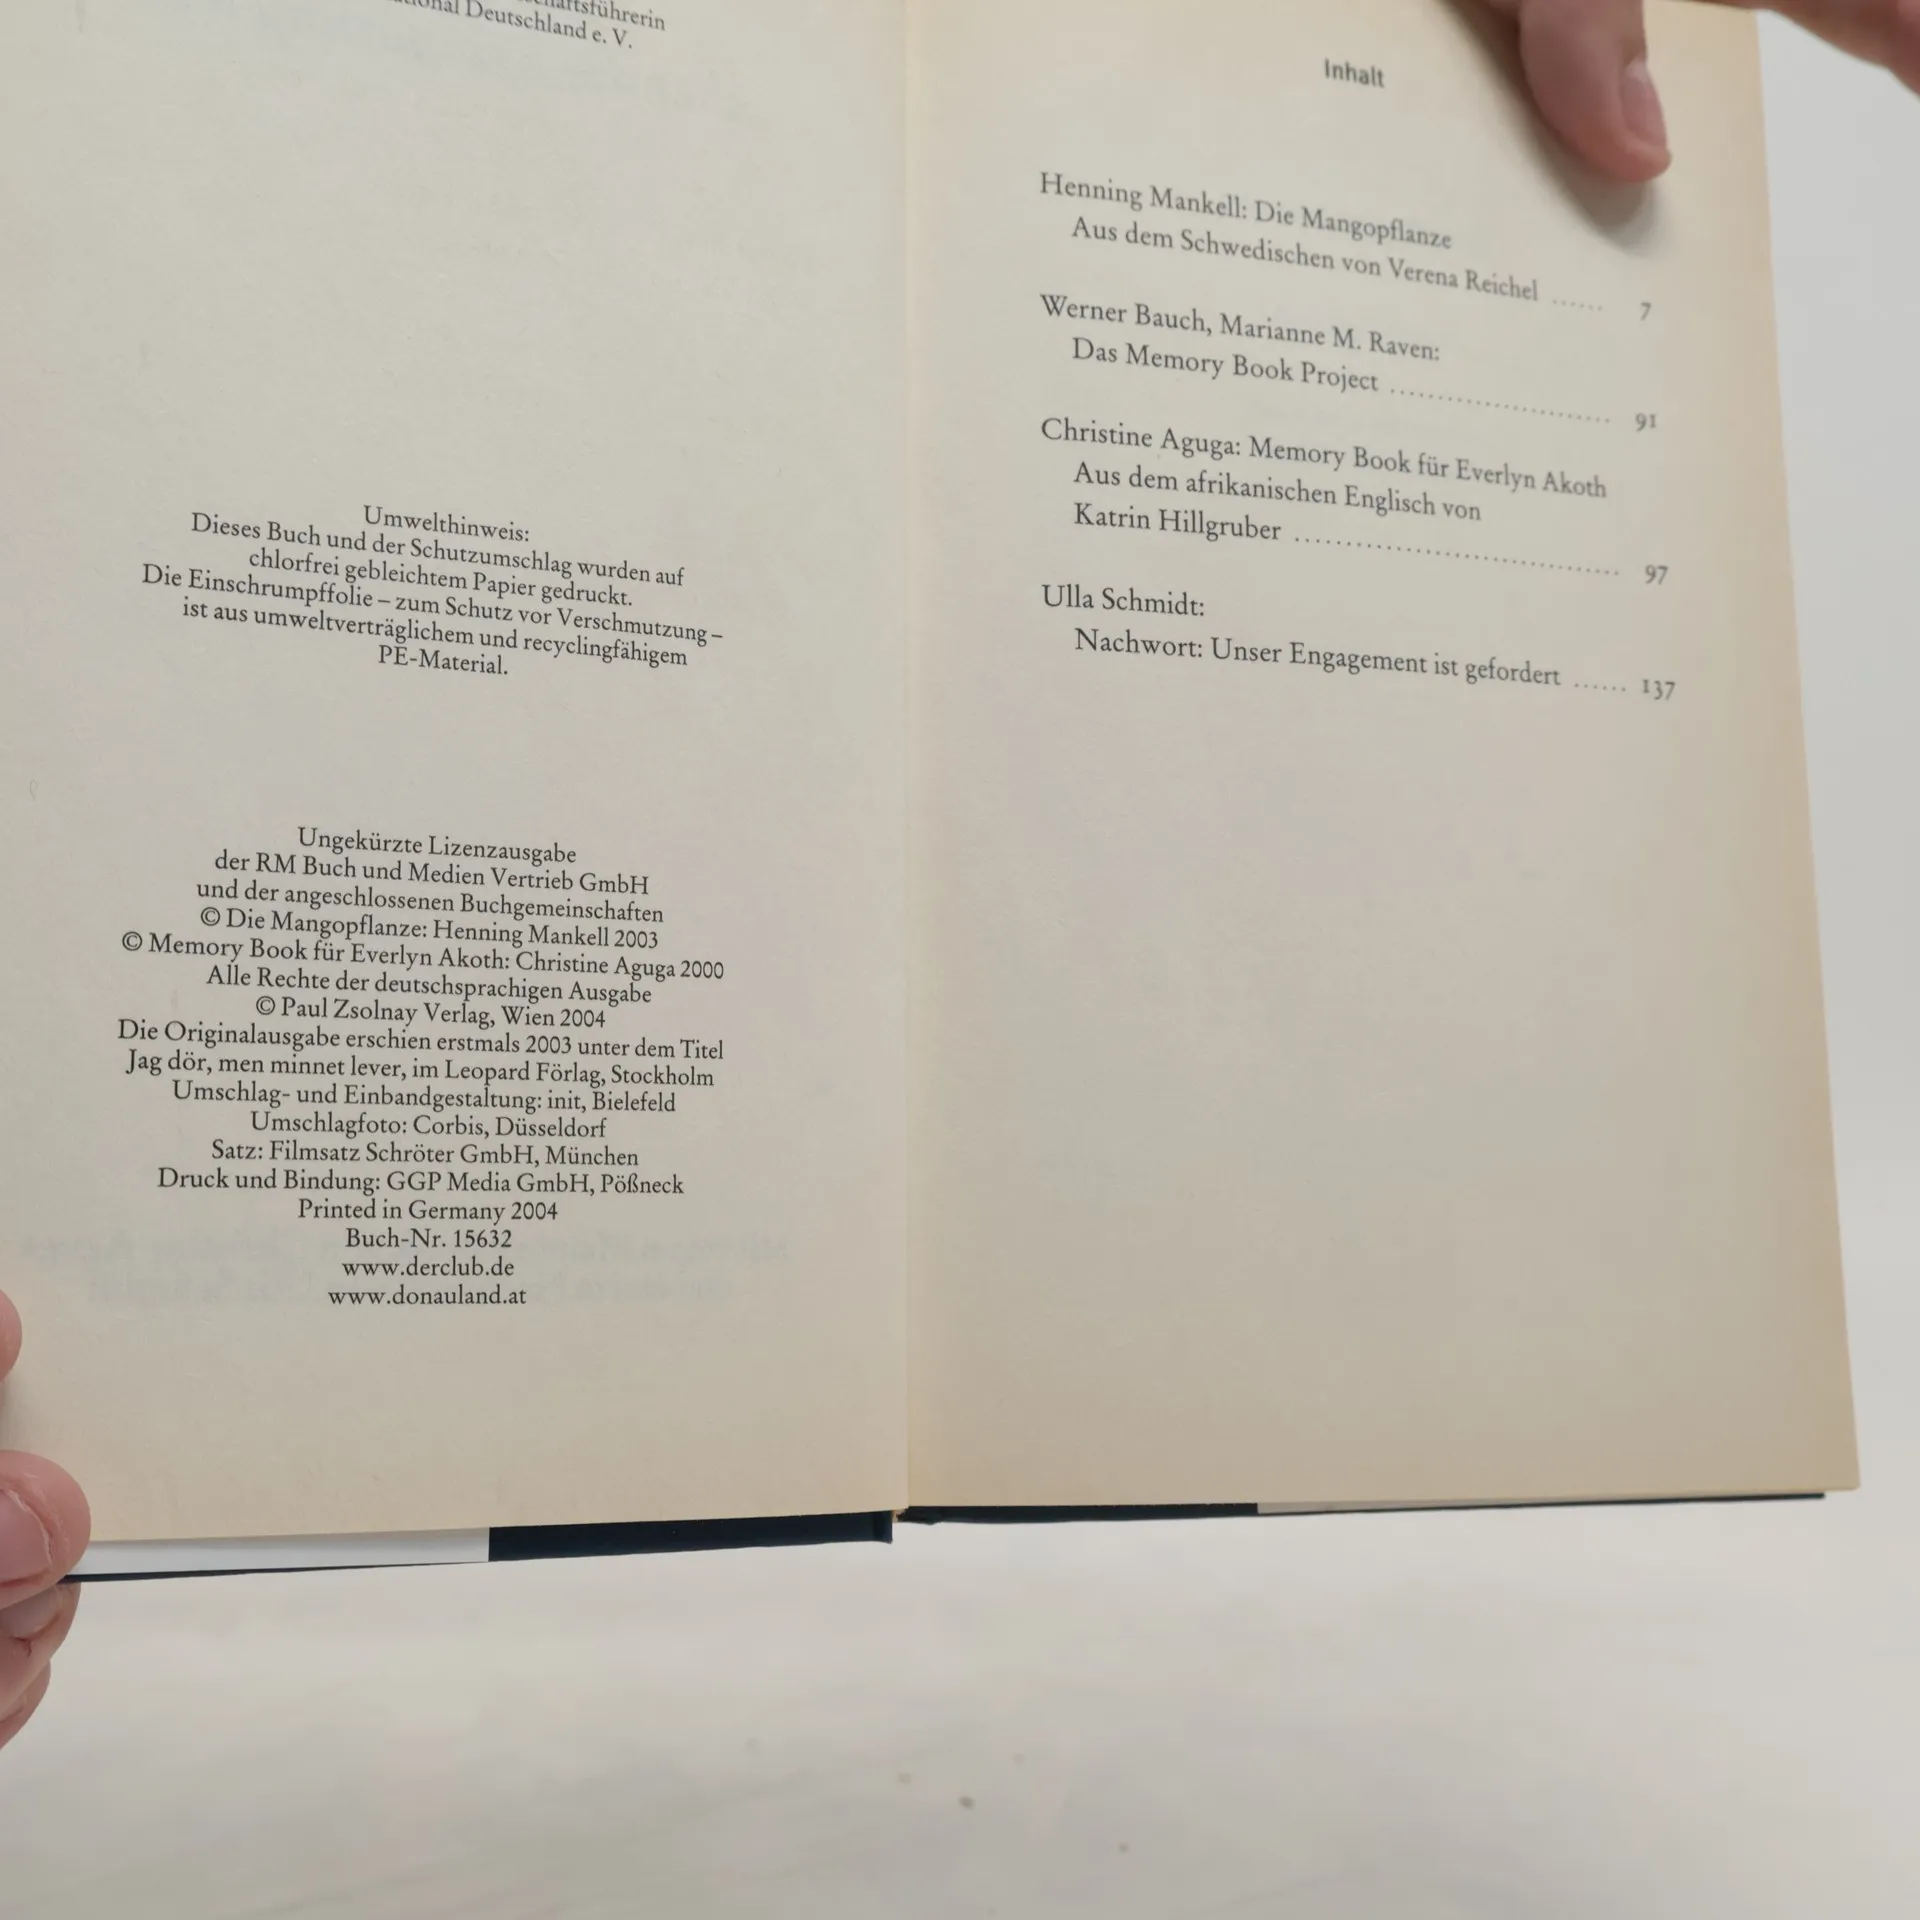 Deutschland e. V.
Umwelthinweis:
Dieses Buch und der Schutzumschlag wurden auf
chlorfrei gebleichtem Papier gedruckt.
Die Einschrumpffolie – zum Schutz vor Verschmutzung –
ist aus umweltverträglichem und recyclingfähigem
PE-Material.
Ungekürzte Lizenzausgabe
der RM Buch und Medien Vertrieb GmbH
und der angeschlossenen Buchgemeinschaften
© Die Mangopflanze: Henning Mankell 2003
© Memory Book für Everlyn Akoth: Christine Aguga 2000
Alle Rechte der deutschsprachigen Ausgabe
© Paul Zsolnay Verlag, Wien 2004
Die Originalausgabe erschien erstmals 2003 unter dem Titel
Jag dör, men minnet lever, im Leopard Förlag, Stockholm
Umschlag- und Einbandgestaltung: init, Bielefeld
Umschlagfoto: Corbis, Düsseldorf
Satz: Filmsatz Schröter GmbH, München
Druck und Bindung: GGP Media GmbH, Pößneck
Printed in Germany 2004
Buch-Nr. 15632
www.derclub.de
www.donauland.at
Inhalt
Henning Mankell: Die Mangopflanze
Aus dem Schwedischen von Verena Reichel ...... 7
Werner Bauch, Marianne M. Raven:
Das Memory Book Project .......................... 91
Christine Aguga: Memory Book für Everlyn Akoth
Aus dem afrikanischen Englisch von
Katrin Hillgruber ...................................... 97
Ulla Schmidt:
Nachwort: Unser Engagement ist gefordert ...... 137